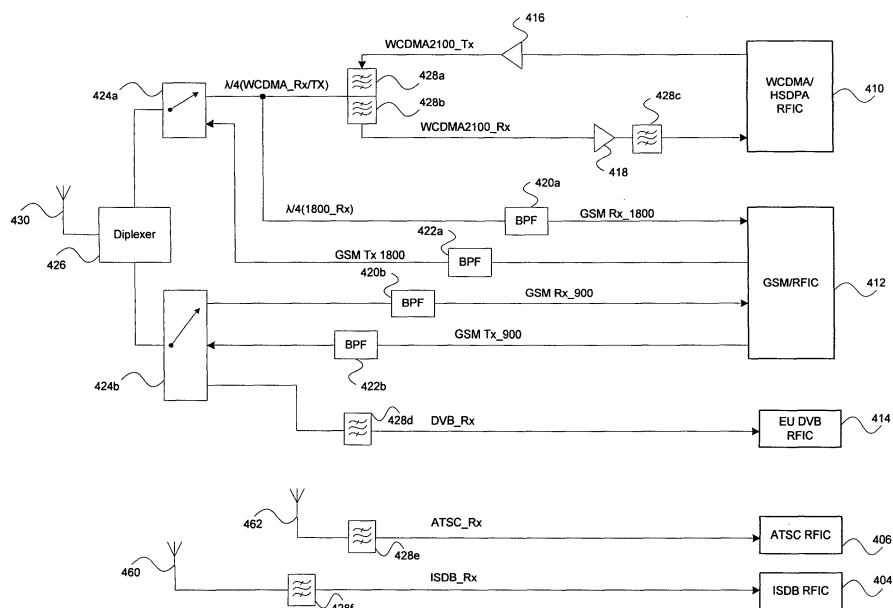 416
WCDMA2100_Tx
424a
λ/4(WCDMA_Rx/TX)
428a
428b
428c
WCDMA/
HSDPA
RFIC
410
WCDMA2100_Rx
418
420a
430
λ/4(1800_Rx)
BPF
GSM Rx_1800
Diplexer
422a
426
GSM Tx 1800
BPF
420b
GSM/RFIC
412
BPF
GSM Rx_900
GSM Tx_900
BPF
424b
422b
428d
DVB_Rx
EU DVB
RFIC
414
462
ATSC_Rx
ATSC RFIC
406
428e
460
ISDB_Rx
ISDB RFIC
404
428f